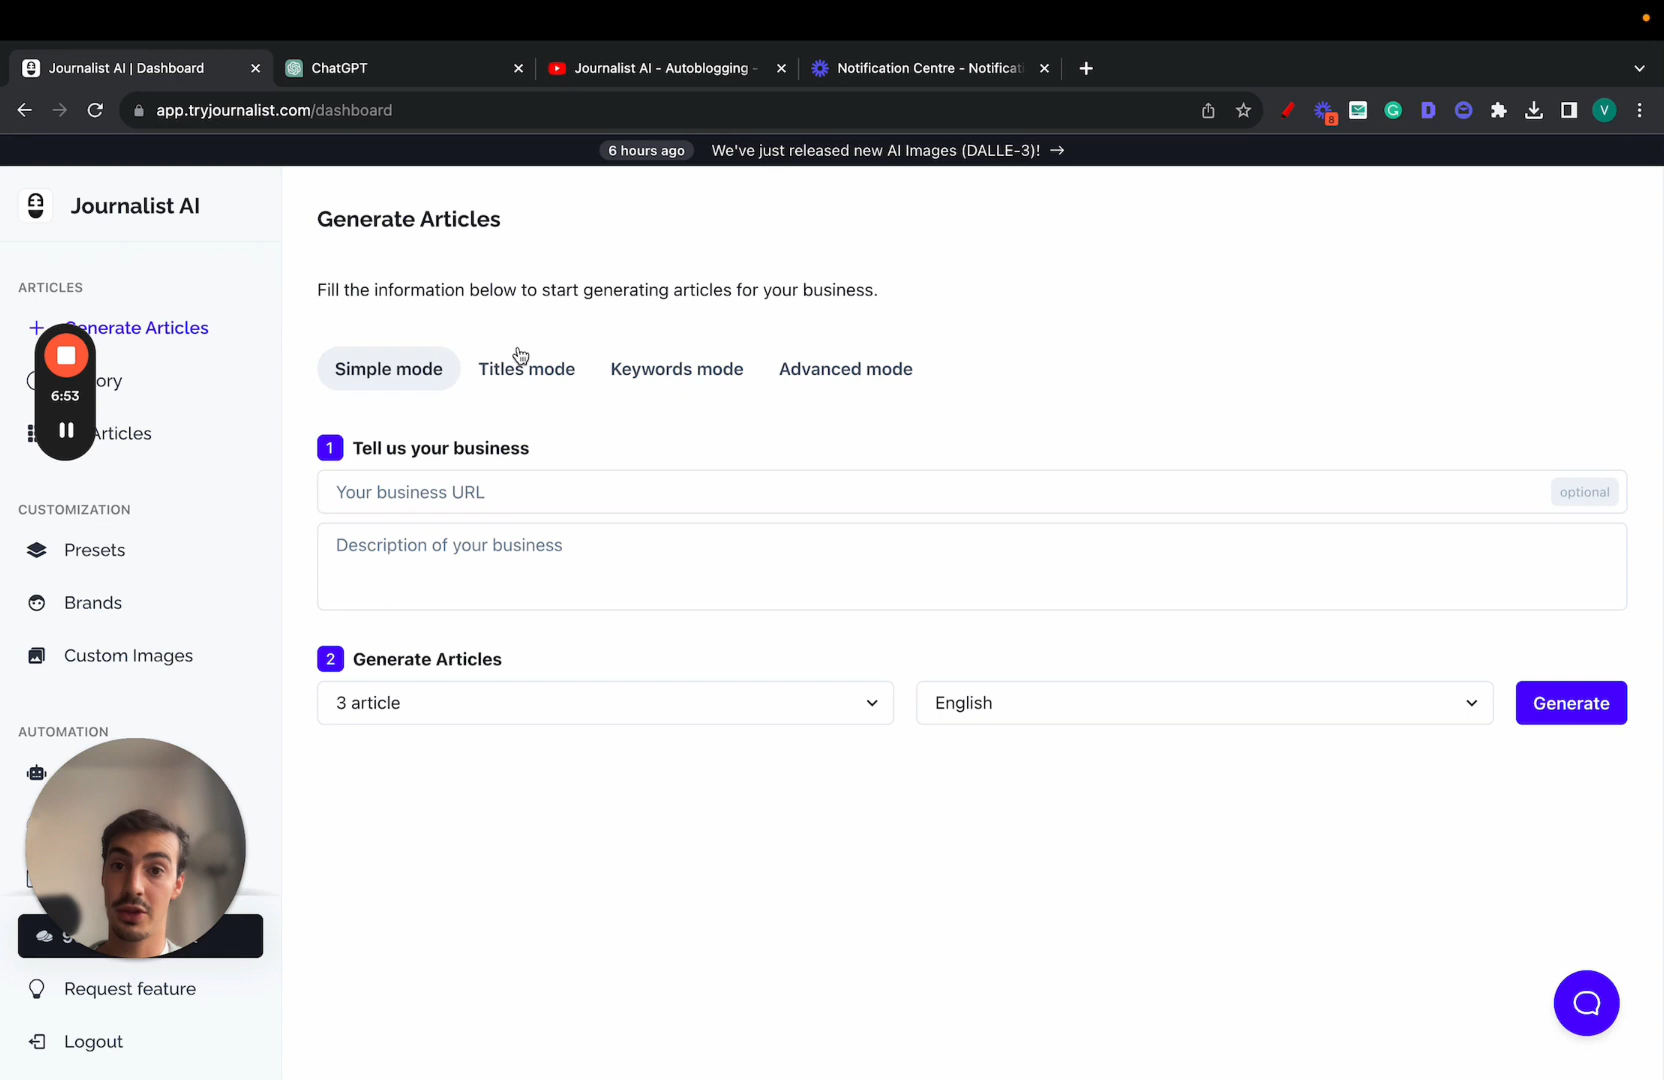 Journalist AI | Dashboard
ChatGPT
Journalist AI - Autoblogging -
Notification Centre - Notificati
app.tryjournalist.com/dashboard
8
V
6 hours ago
We've just released new AI Images (DALLE-3)! →
Journalist AI
Generate Articles
Fill the information below to start generating articles for your business.
ARTICLES
+ Generate Articles
ory
Articles
6:53
Simple mode
Titles mode
Keywords mode
Advanced mode
1 Tell us your business
Your business URL
optional
Description of your business
2 Generate Articles
3 article
English
Generate
CUSTOMIZATION
Presets
Brands
Custom Images
AUTOMATION
Request feature
Logout